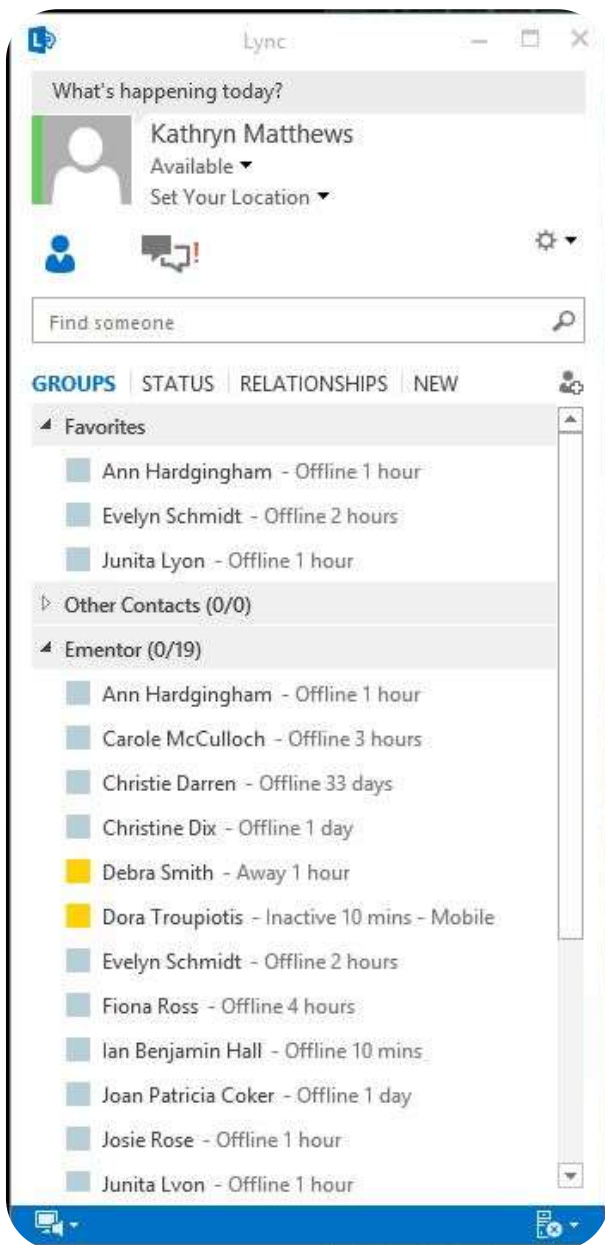 Lync
What's happening today?
Kathryn Matthews
Available
Set Your Location
!
Find someone
GROUPS STATUS RELATIONSHIPS NEW
Favorites
Ann Hardgingham - Offline 1 hour
Evelyn Schmidt - Offline 2 hours
Junita Lyon - Offline 1 hour
Other Contacts (0/0)
Ementor (0/19)
Ann Hardgingham - Offline 1 hour
Carole McCulloch - Offline 3 hours
Christie Darren - Offline 33 days
Christine Dix - Offline 1 day
Debra Smith - Away 1 hour
Dora Troupiotis - Inactive 10 mins - Mobile
Evelyn Schmidt - Offline 2 hours
Fiona Ross - Offline 4 hours
Ian Benjamin Hall - Offline 10 mins
Joan Patricia Coker - Offline 1 day
Josie Rose - Offline 1 hour
Junita Lyon - Offline 1 hour